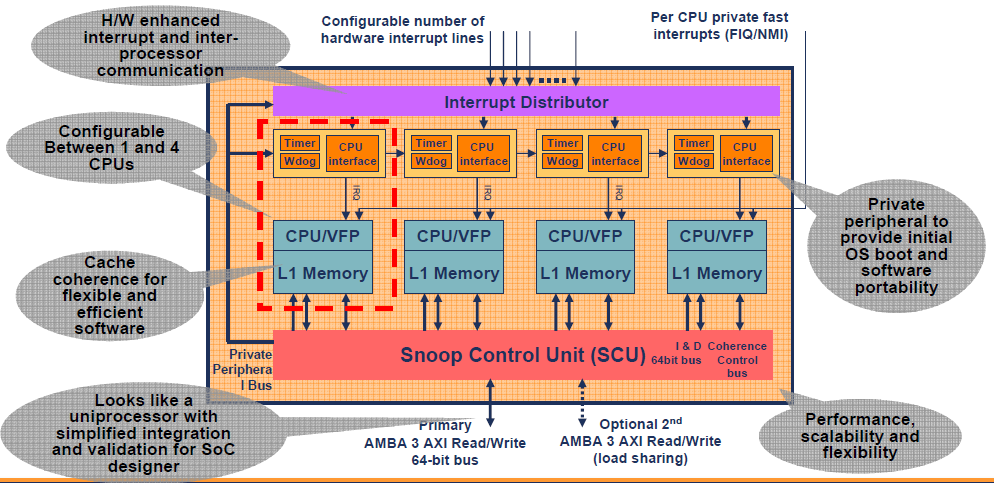 H/W enhanced
interrupt and inter-
processor
communication
Configurable number of
hardware interrupt lines
Per CPU private fast
interrupts (FIQ/NMI)
Interrupt Distributor
Configurable
Between 1 and 4
CPUs
Timer
Wdog
CPU
interface
Timer
Wdog
CPU
interface
Timer
Wdog
CPU
interface
Timer
Wdog
CPU
interface
IRQ
IRQ
IRQ
Private
peripheral to
provide initial
OS boot and
software
portability
CPU/VFP
L1 Memory
CPU/VFP
L1 Memory
CPU/VFP
L1 Memory
CPU/VFP
L1 Memory
Cache
coherence for
flexible and
efficient
software
Private
Periphera
l Bus
Snoop Control Unit (SCU)
I & D
64bit bus
Coherence
Control
bus
Looks like a
uniprocessor with
simplified integration
and validation for SoC
designer
Primary
AMBA 3 AXI Read/Write
64-bit bus
Optional 2nd
AMBA 3 AXI Read/Write
(load sharing)
Performance,
scalability and
flexibility